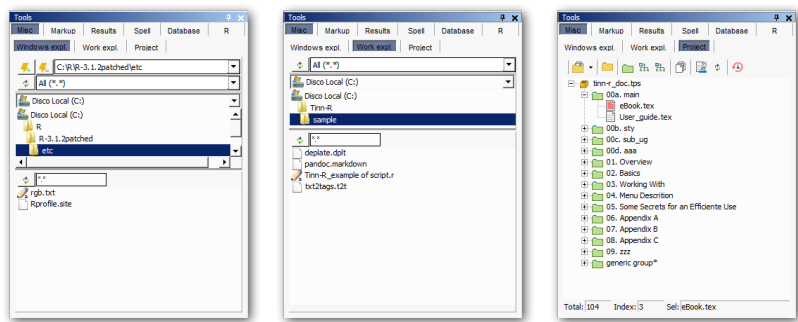 Tools
Misc Markup Results Spell Database R
Windows expl. Work expl. Project
C:\R\R-3.1.2patched\etc
All (*.*)
Disco Local (C:)
Disco Local (C:)
R
R-3.1.2patched
etc
*.*
rgb.txt
Rprofile.site
Tools
Misc Markup Results Spell Database R
Windows expl. Work expl. Project
All (*.*)
Disco Local (C:)
Disco Local (C:)
Tinn-R
sample
*.*
deplate.dplt
pandoc.markdown
Tinn-R_example of script.r
txt2tags.t2t
Tools
Misc Markup Results Spell Database R
Windows expl. Work expl. Project
tinn-r_doc.tps
00a. main
eBook.tex
User_guide.tex
00b. sty
00c. sub_ug
00d. aaa
01. Overview
02. Basics
03. Working With
04. Menu Descrition
05. Some Secrets for an Efficiente Use
06. Appendix A
07. Appendix B
08. Appendix C
09. zzz
generic group*
Total: 104 Index: 3 Sel: eBook.tex